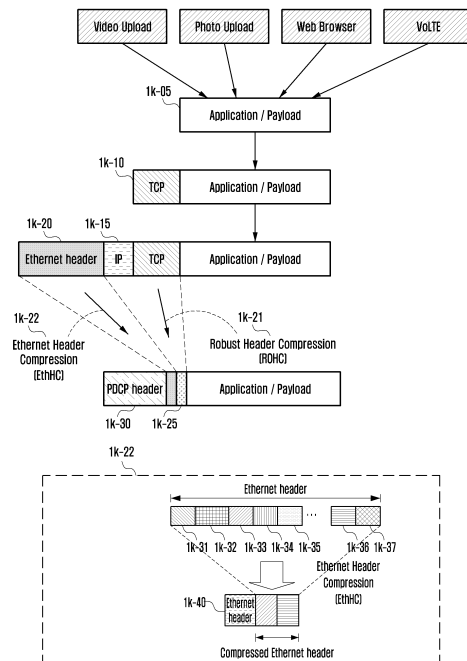 Video Upload
Photo Upload
Web Browser
VoLTE
1k-05
Application / Payload
1k-10
TCP
Application / Payload
1k-20
1k-15
Ethernet header
IP
TCP
Application / Payload
1k-22
Ethernet Header
Compression
(EthHC)
1k-21
Robust Header Compression
(ROHC)
PDCP header
Application / Payload
1k-30
1k-25
1k-22
Ethernet header
1k-31
1k-32
1k-33
1k-34
1k-35
...
1k-36
1k-37
Ethernet Header
Compression
(EthHC)
1k-40
Ethernet
header
Compressed Ethernet header